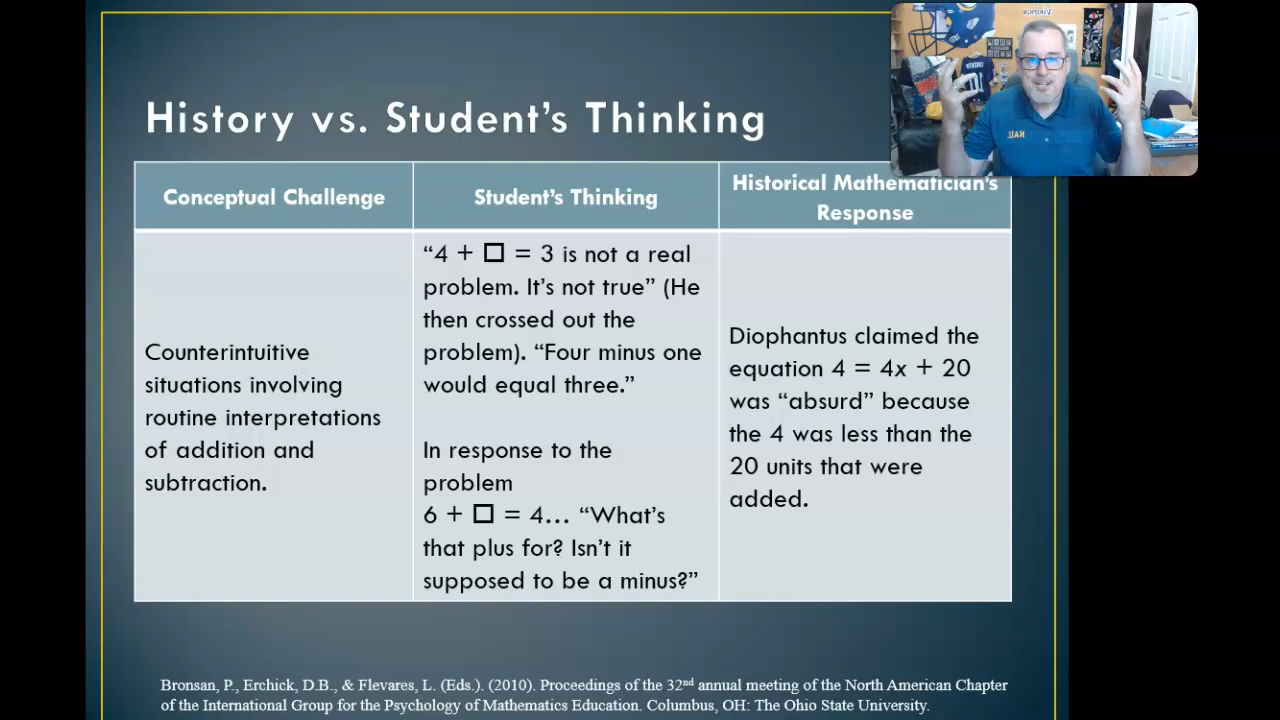 History vs. Student's Thinking
Conceptual Challenge
Student's Thinking
Historical Mathematician's
Response
Counterintuitive
situations involving
routine interpretations
of addition and
subtraction.
“4 + □ = 3 is not a real
problem. It's not true” (He
then crossed out the
problem). “Four minus one
would equal three.”
In response to the
problem
6 + □ = 4… “What's
that plus for? Isn't it
supposed to be a minus?”
Diophantus claimed the
equation 4 = 4x + 20
was “absurd” because
the 4 was less than the
20 units that were
added.
Bronsan, P., Erchick, D.B., & Flevares, L. (Eds.). (2010). Proceedings of the 32nd annual meeting of the North American Chapter
of the International Group for the Psychology of Mathematics Education. Columbus, OH: The Ohio State University.